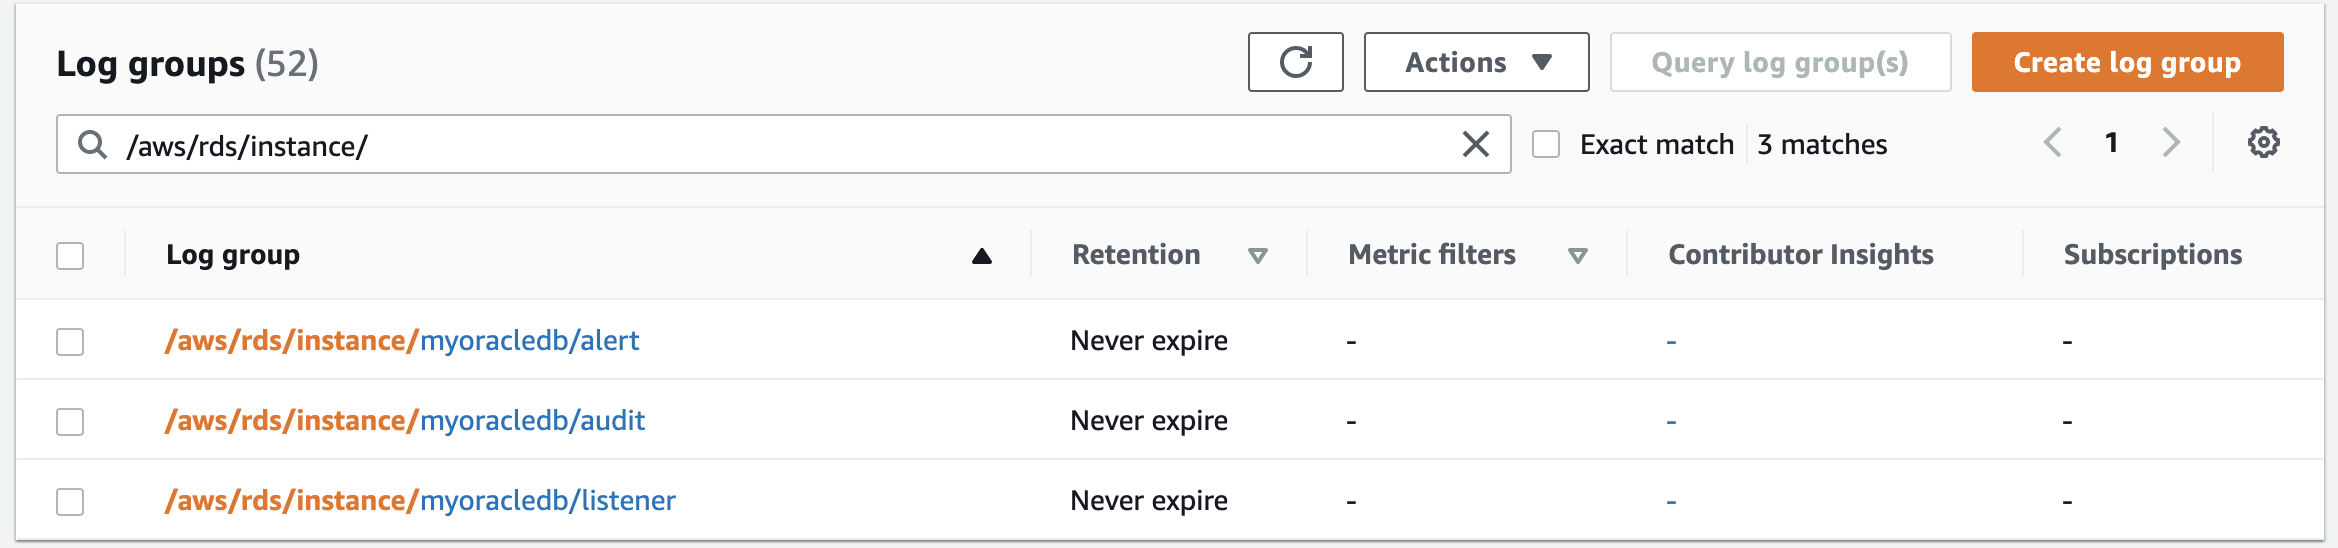 Log groups (52)
Actions
Query log group(s)
Create log group
/aws/rds/instance/
Exact match
3 matches
1
Log group
Retention
Metric filters
Contributor Insights
Subscriptions
/aws/rds/instance/myoracledb/alert
Never expire
-
-
-
/aws/rds/instance/myoracledb/audit
Never expire
-
-
-
/aws/rds/instance/myoracledb/listener
Never expire
-
-
-